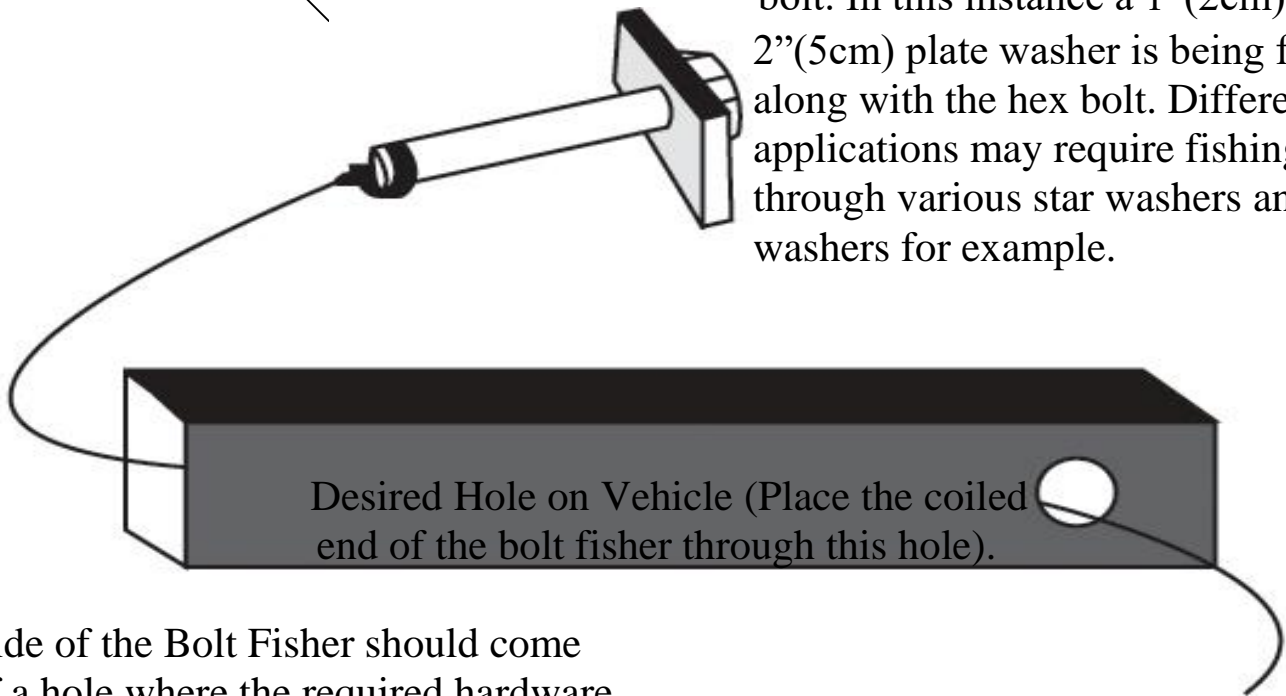 bolt. In this instance a 1”(2cm)
2”(5cm) plate washer is being f
along with the hex bolt. Differe
applications may require fishing
through various star washers an
washers for example.
Desired Hole on Vehicle (Place the coiled
end of the bolt fisher through this hole).
ide of the Bolt Fisher should come
f a hole where the required hardware